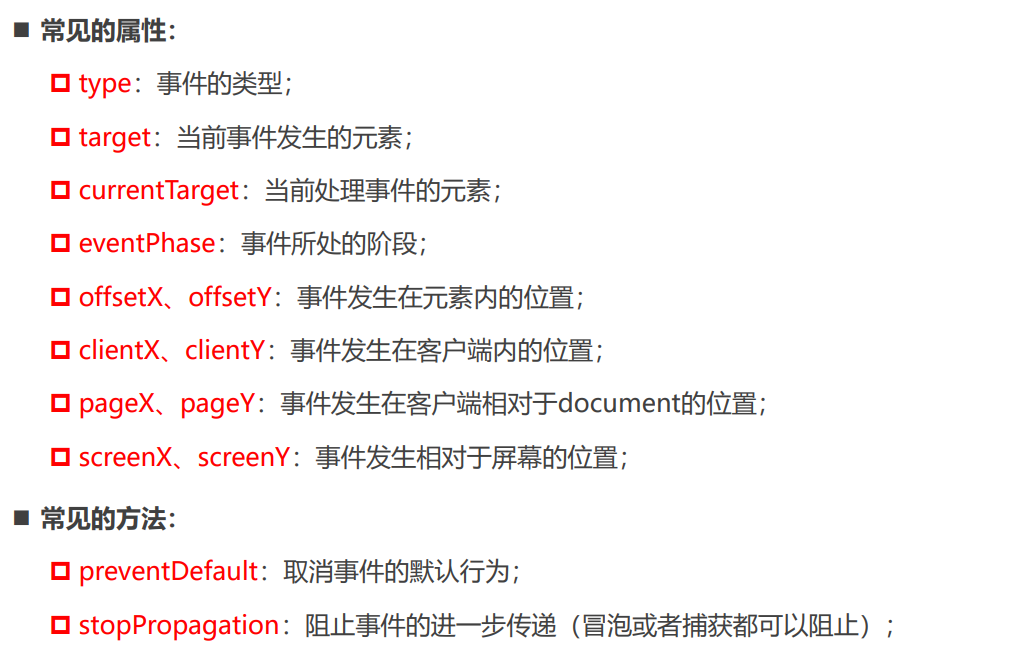 常见的属性：
type：事件的类型；
target：当前事件发生的元素；
currentTarget：当前处理事件的元素；
eventPhase：事件所处的阶段；
offsetX、offsetY：事件发生在元素内的位置；
clientX、clientY：事件发生在客户端内的位置；
pageX、pageY：事件发生在客户端相对于document的位置；
screenX、screenY：事件发生相对于屏幕的位置；
常见的方法：
preventDefault：取消事件的默认行为；
stopPropagation：阻止事件的进一步传递（冒泡或者捕获都可以阻止）；